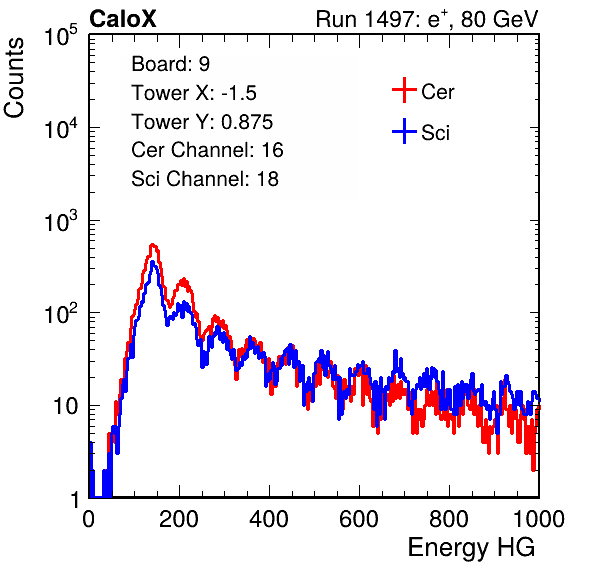 CaloX Run 1497: e⁺, 80 GeV
Counts
10⁵
10⁴
10³
10²
10
1
Board: 9
Tower X: -1.5
Tower Y: 0.875
Cer Channel: 16
Sci Channel: 18
Cer
Sci
0 200 400 600 800 1000
Energy HG